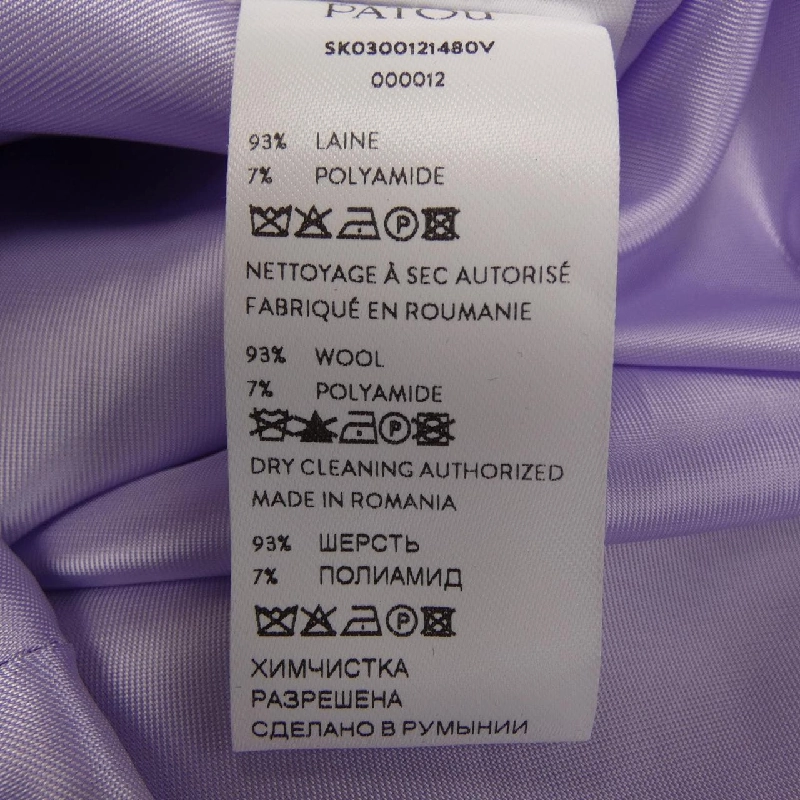 PATOU
SK0300121480V
000012
93% LAINE
7% POLYAMIDE
P
NETTOYAGE À SEC AUTORISÉ
FABRIQUÉ EN ROUMANIE
93% WOOL
7% POLYAMIDE
P
DRY CLEANING AUTHORIZED
MADE IN ROMANIA
93% ШЕРСТЬ
7% ПОЛИАМИД
P
ХИМЧИСТКА
РАЗРЕШЕНА
СДЕЛАНО В РУМЫНИИ